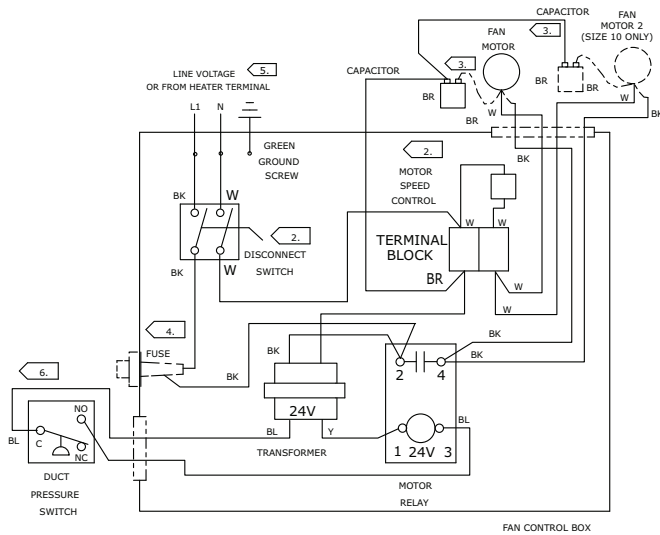 CAPACITOR
FAN
MOTOR 2
(SIZE 10 ONLY)
3.
FAN
MOTOR
3.
5.
LINE VOLTAGE
OR FROM HEATER TERMINAL
CAPACITOR
BR
BR
BR
W
BK
L1
N
W
BR
GREEN
GROUND
SCREW
2.
BK
MOTOR
SPEED
CONTROL
BK
W
W
W
2.
TERMINAL
BLOCK
DISCONNECT
SWITCH
BK
W
BR
W
W
4.
BK
FUSE
BK
BK
6.
BK
2
4
24V
NO
BL
C
NC
BL
Y
BL
1
24V
3
TRANSFORMER
DUCT
PRESSURE
SWITCH
MOTOR
RELAY
FAN CONTROL BOX